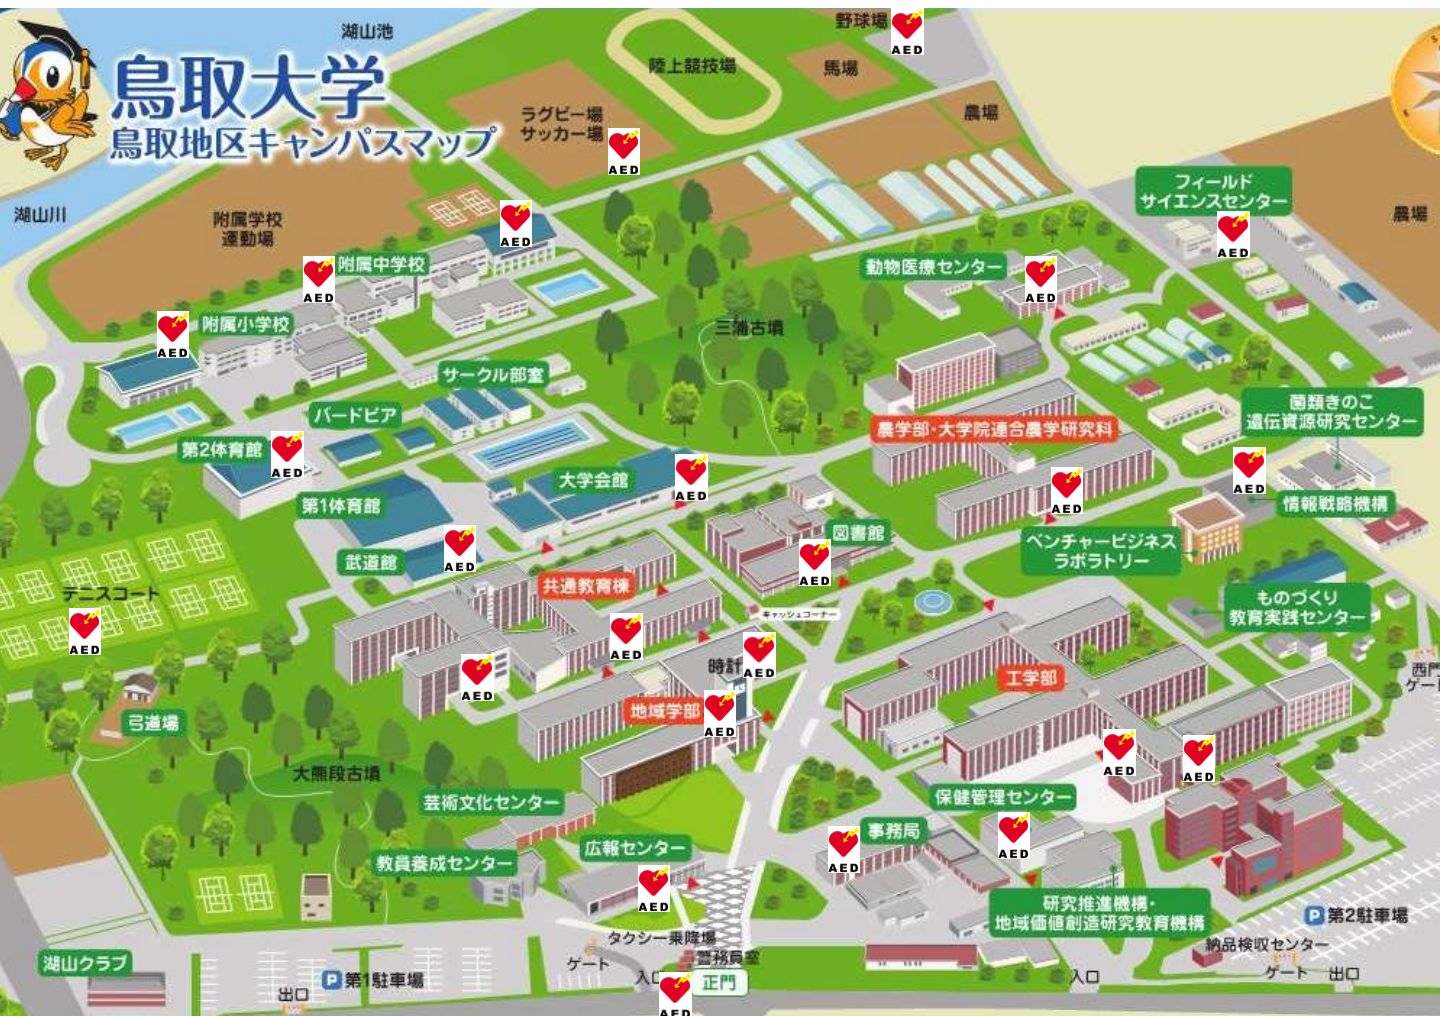 湖山池
野球場
AED
鳥取大学
鳥取地区キャンパスマップ
陸上競技場
馬場
ラグビー場
サッカー場
農場
AED
フィールド
サイエンスセンター
AED
農場
湖山川
附属学校
運動場
AED
附属中学校
AED
動物医療センター
AED
附属小学校
AED
三浦古墳
サークル部室
バードピア
菌類きのこ
遺伝資源研究センター
農学部・大学院連合農学研究科
第2体育館
AED
大学会館
AED
AED
AED
情報戦略機構
第1体育館
図書館
AED
ベンチャービジネス
ラボラトリー
武道館
AED
共通教育棟
テニスコート
AED
キャッシュコーナー
ものづくり
教育実践センター
AED
AED
時計
AED
西門
ゲート
工学部
地域学部
AED
弓道場
大熊段古墳
AED
AED
芸術文化センター
保健管理センター
AED
事務局
AED
広報センター
AED
教員養成センター
研究推進機構・
地域価値創造研究教育機構
P 第2駐車場
タクシー乗降場
納品検収センター
湖山クラブ
ゲート
警務員室
ゲート
P 第1駐車場
入口
正門
入口
出口
出口
AED